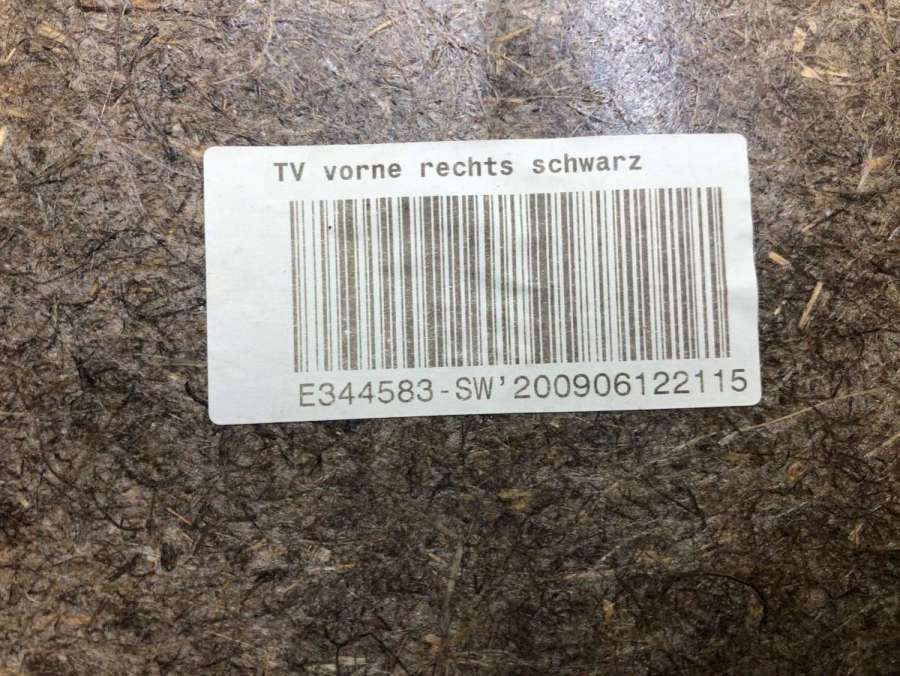 TV vorne rechts schwarz
E344583-SW'200906122115